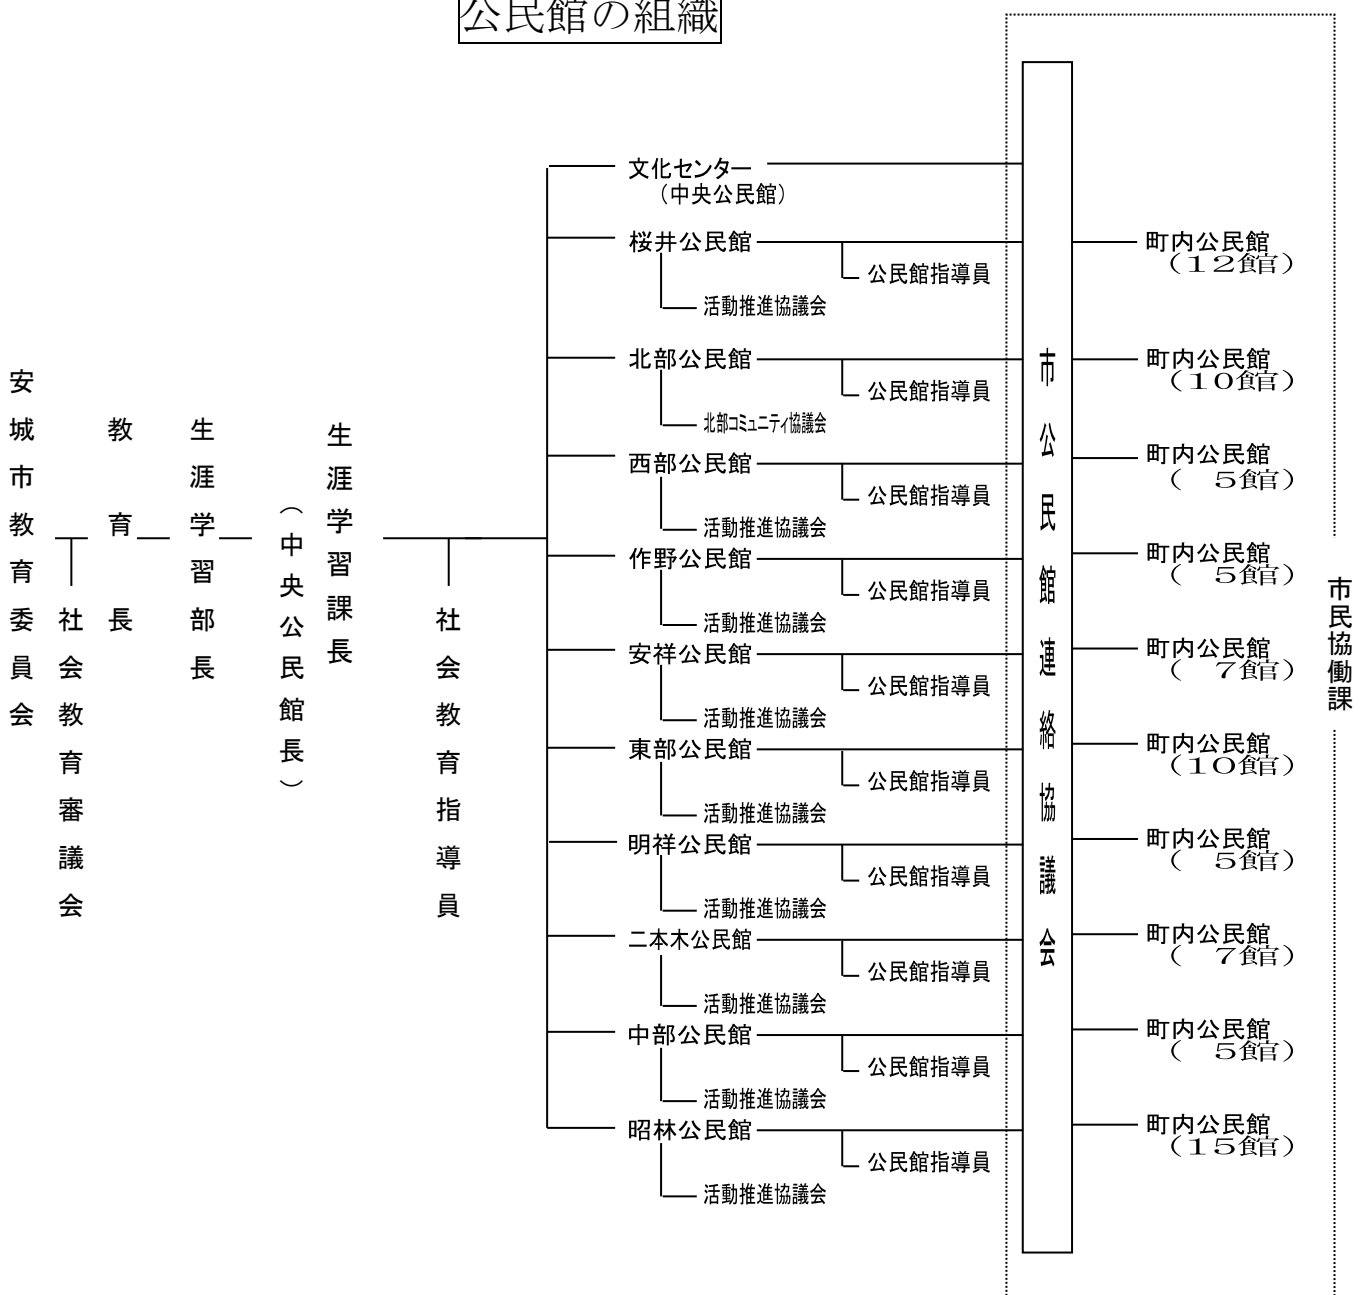 公民館の組織
安城市教育委員会
社会教育審議会
教育長
生涯学習部長
生涯学習課長
（中央公民館長）
社会教育指導員
文化センター
（中央公民館）
桜井公民館
公民館指導員
活動推進協議会
北部公民館
公民館指導員
北部コミュニティ協議会
西部公民館
公民館指導員
活動推進協議会
作野公民館
公民館指導員
活動推進協議会
安祥公民館
公民館指導員
活動推進協議会
東部公民館
公民館指導員
活動推進協議会
明祥公民館
公民館指導員
活動推進協議会
二本木公民館
公民館指導員
活動推進協議会
中部公民館
公民館指導員
活動推進協議会
昭林公民館
公民館指導員
活動推進協議会
市公民館連絡協議会
町内公民館
（１２館）
町内公民館
（１０館）
町内公民館
（　５館）
町内公民館
（　５館）
町内公民館
（　７館）
町内公民館
（１０館）
町内公民館
（　５館）
町内公民館
（　７館）
町内公民館
（　５館）
町内公民館
（１５館）
市民協働課